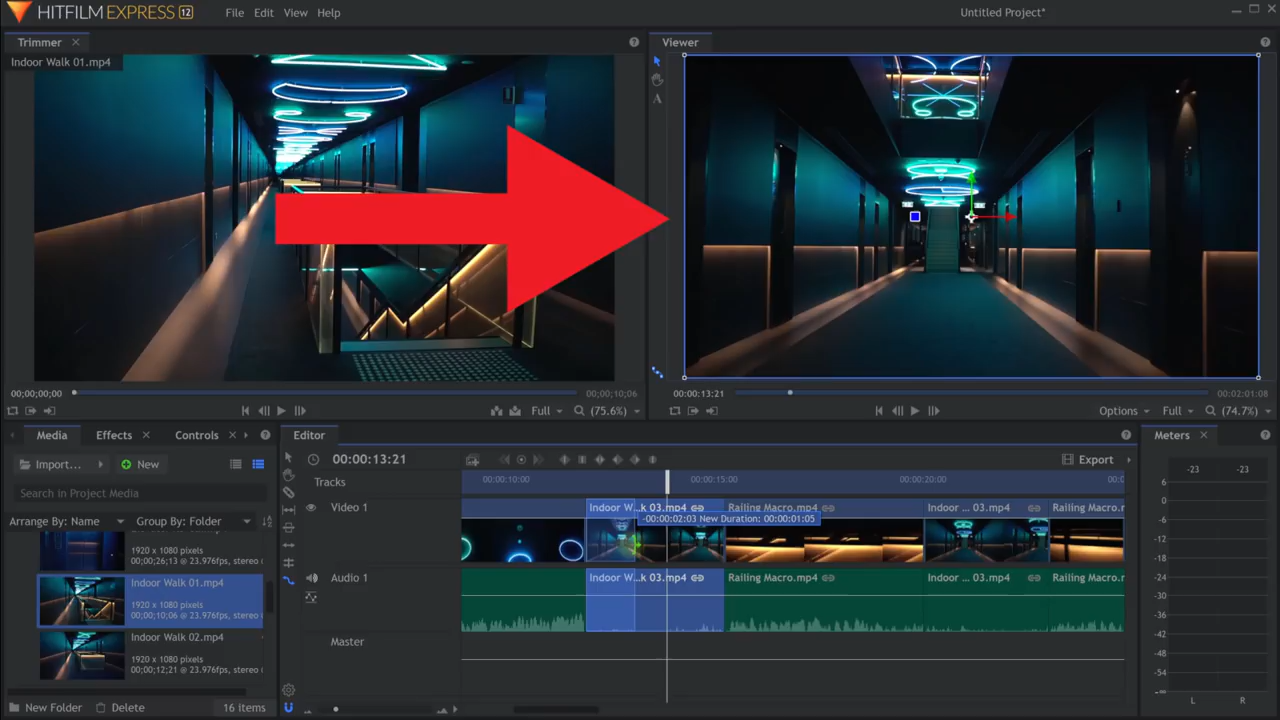 HITFILM EXPRESS 12 File Edit View Help Untitled Project*
Trimmer
Indoor Walk 01.mp4
00;00;00;00 00;00;10;06
Full (75.6%)
Viewer
00:00:13:21 00:02:01:08
Options Full (74.7%)
Media Effects Controls
Import... New
Search in Project Media
Arrange By: Name Group By: Folder
1920 x 1080 pixels
00;00;26;13 @ 23.976fps, stereo
Indoor Walk 01.mp4
1920 x 1080 pixels
00;00;10;06 @ 23.976fps, stereo
Indoor Walk 02.mp4
1920 x 1080 pixels
00;00;12;21 @ 23.976fps, stereo
New Folder Delete 16 items
Editor
00:00:13:21 Export
Tracks 00:00:10:00 00:00:15:00 00:00:20:00
Video 1 Indoor W...k 03.mp4 Railing Macro.mp4 Indoor ... 03.mp4 Railing Macro.m
-00:00:02:03 New Duration: 00:00:01:05
Audio 1 Indoor W...k 03.mp4 Railing Macro.mp4 Indoor ... 03.mp4 Railing Macro.m
Master
Meters
-23 -23
6
0
-6
-12
-18
-24
-30
-36
-42
-48
-54
-∞
L R